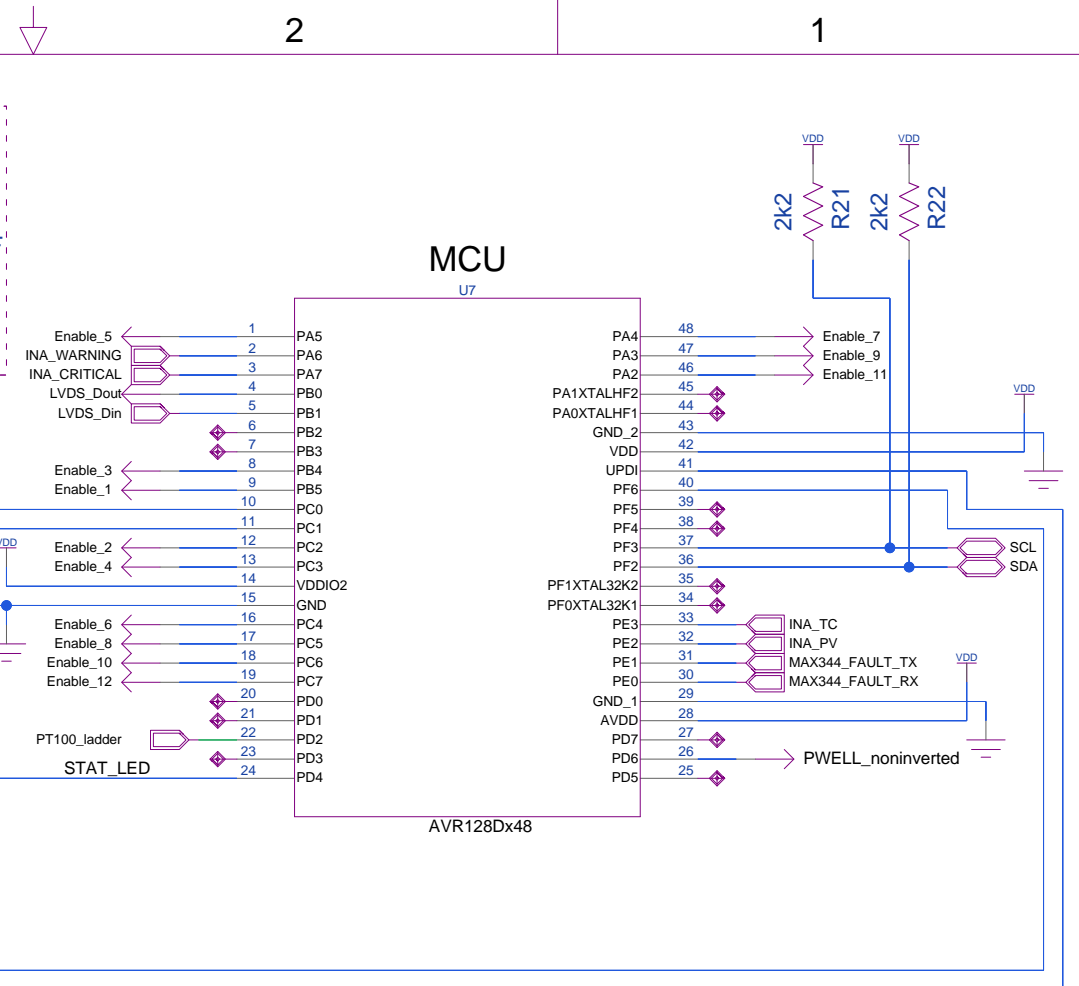 2 1
VDD VDD
2k2 R21 2k2 R22
MCU
U7
Enable_5 1 PA5 PA4 48 Enable_7
INA_WARNING 2 PA6 PA3 47 Enable_9
INA_CRITICAL 3 PA7 PA2 46 Enable_11
LVDS_Dout 4 PB0 PA1XTALHF2 45
VDD
LVDS_Din 5 PB1 PA0XTALHF1 44
6 PB2 GND_2 43
7 PB3 VDD 42
Enable_3 8 PB4 UPDI 41
Enable_1 9 PB5 PF6 40
10 PC0 PF5 39
11 PC1 PF4 38
VDD
Enable_2 12 PC2 PF3 37 SCL
Enable_4 13 PC3 PF2 36 SDA
14 VDDIO2 PF1XTAL32K2 35
15 GND PF0XTAL32K1 34
Enable_6 16 PC4 PE3 33 INA_TC
Enable_8 17 PC5 PE2 32 INA_PV
Enable_10 18 PC6 PE1 31 MAX344_FAULT_TX
VDD
Enable_12 19 PC7 PE0 30 MAX344_FAULT_RX
20 PD0 GND_1 29
21 PD1 AVDD 28
PT100_ladder 22 PD2 PD7 27
23 PD3 PD6 26 PWELL_noninverted
STAT_LED 24 PD4 PD5 25
AVR128Dx48